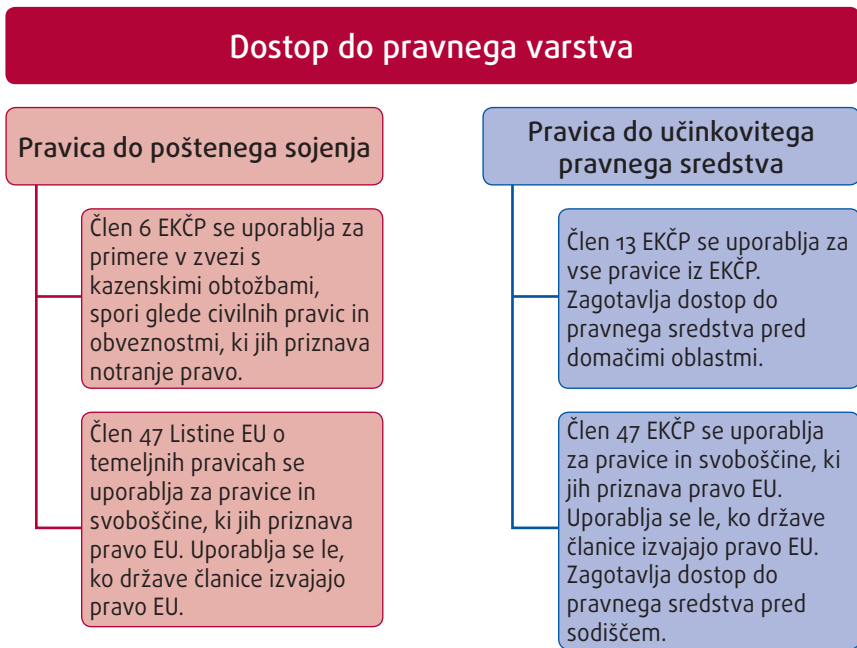 Dostop do pravnega varstva
Pravica do poštenega sojenja
Člen 6 EKČP se uporablja za
primere v zvezi s
kazenskimi obtožbami,
spori glede civilnih pravic in
obveznostmi, ki jih priznava
notranje pravo.
Člen 47 Listine EU o
temeljnih pravicah se
uporablja za pravice in
svoboščine, ki jih priznava
pravo EU. Uporablja se le,
ko države članice izvajajo
pravo EU.
Pravica do učinkovitega
pravnega sredstva
Člen 13 EKČP se uporablja za
vse pravice iz EKČP.
Zagotavlja dostop do
pravnega sredstva pred
domačimi oblastmi.
Člen 47 EKČP se uporablja
za pravice in svoboščine, ki
jih priznava pravo EU.
Uporablja se le, ko države
članice izvajajo pravo EU.
Zagotavlja dostop do
pravnega sredstva pred
sodiščem.